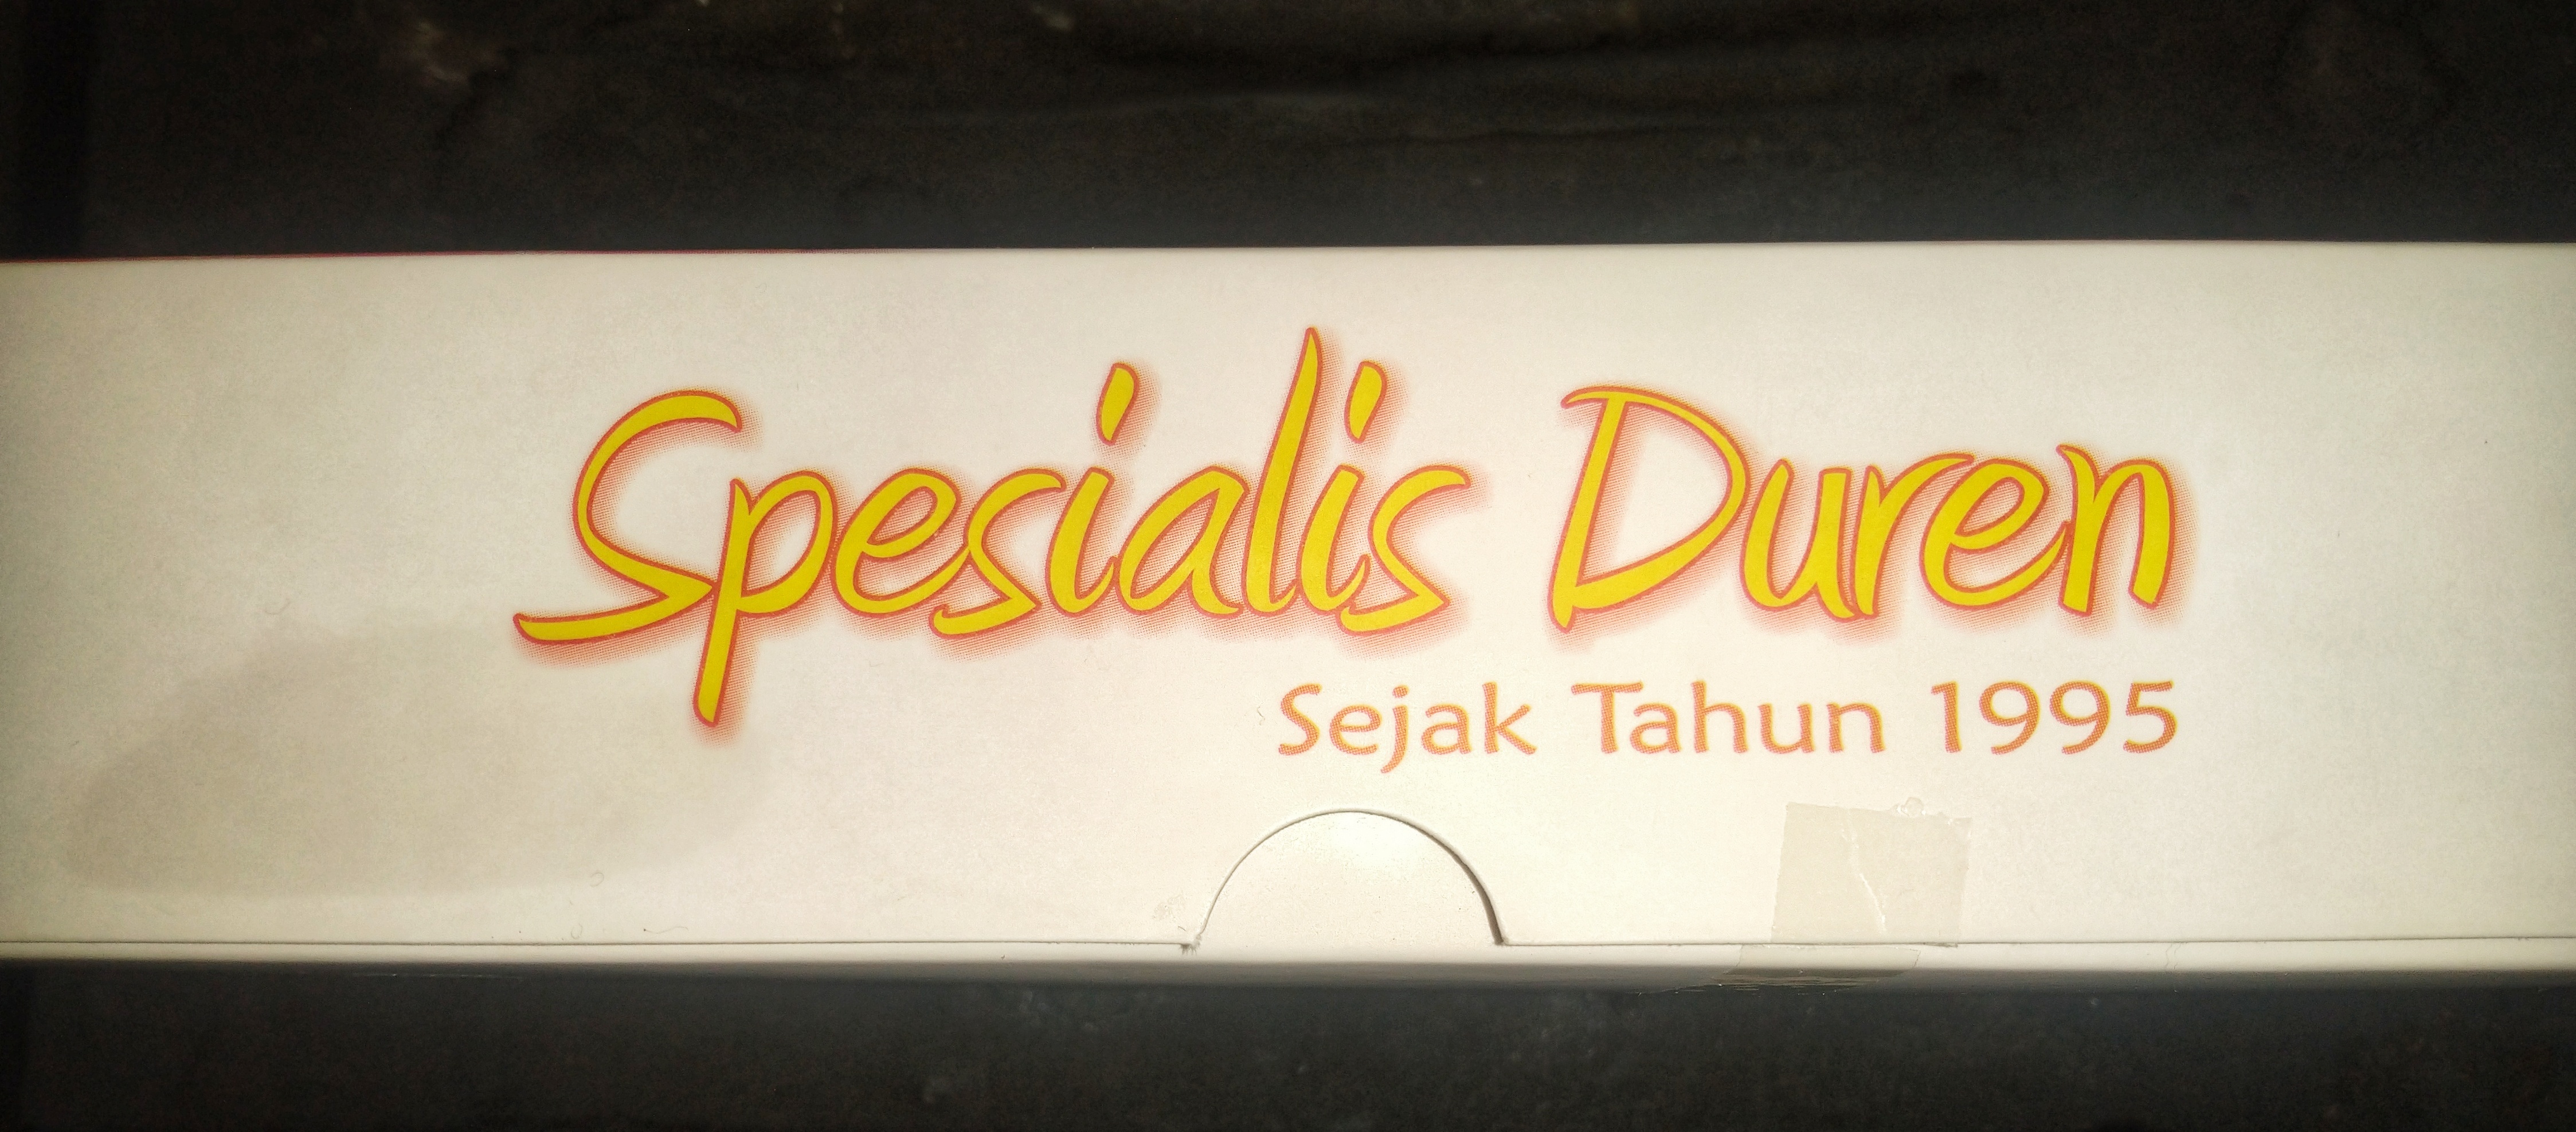 Spesialis Duren
Sejak Tahun 1995